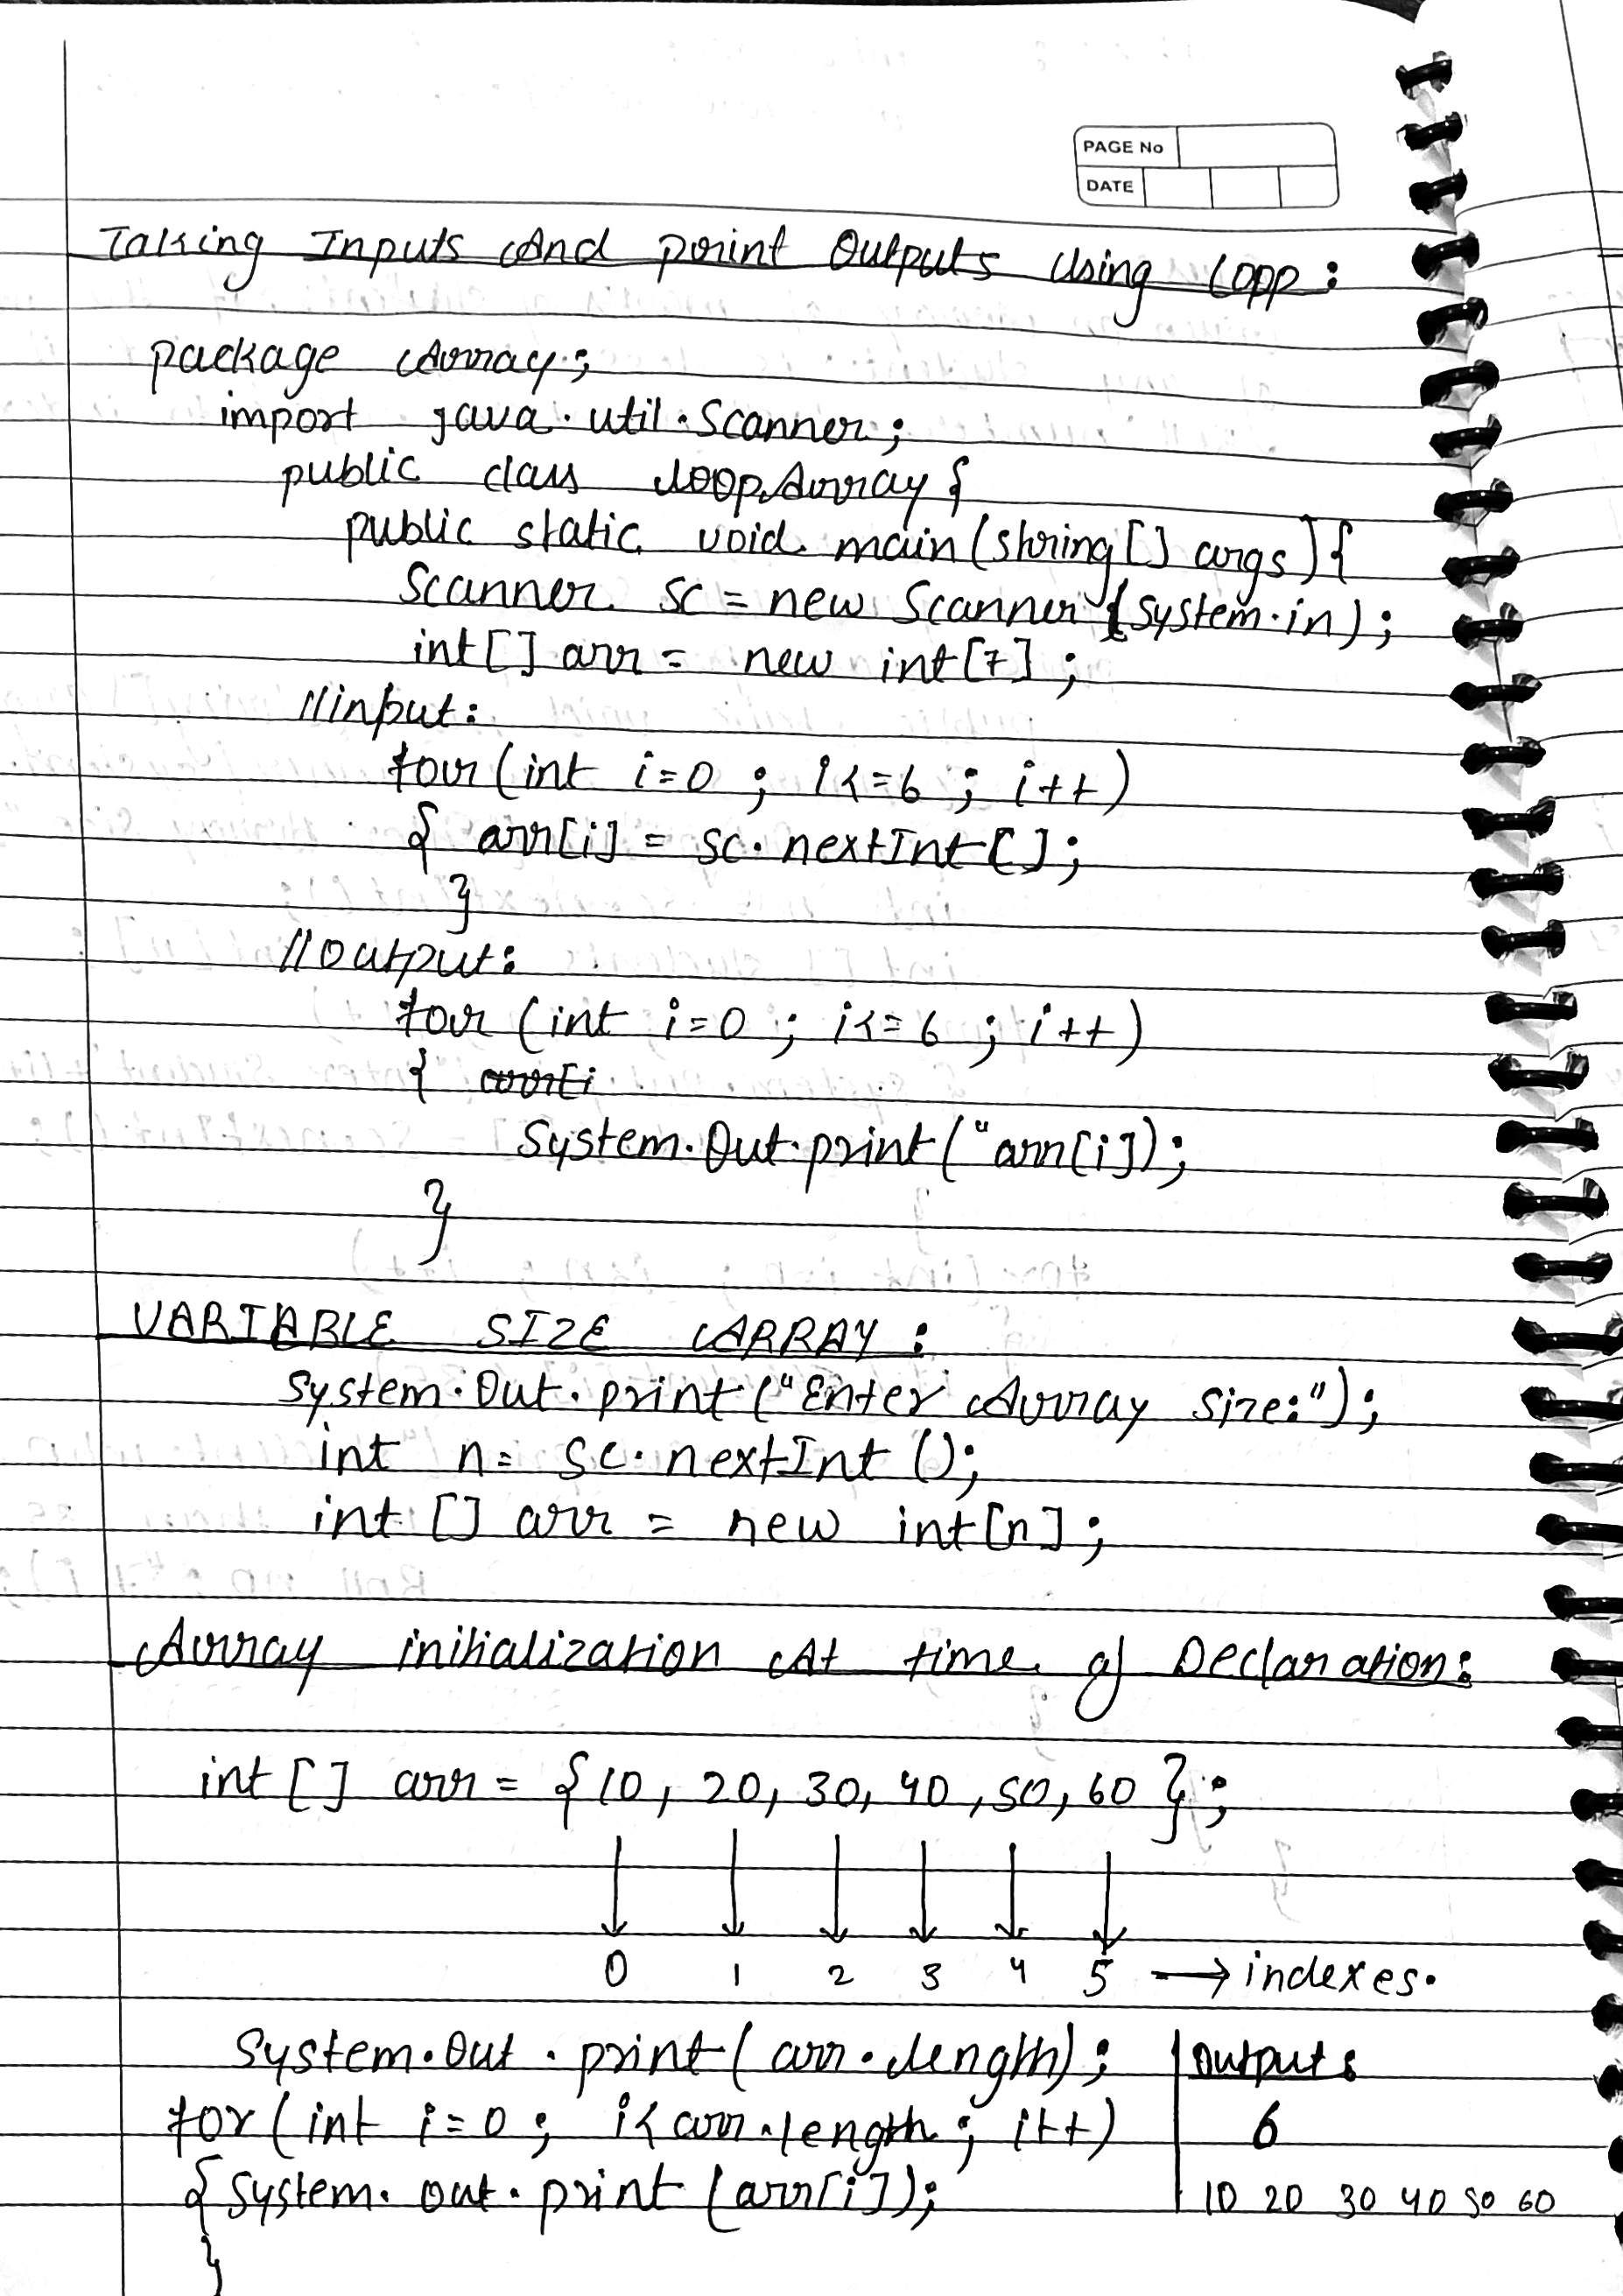 PAGE No
DATE
Taking Inputs And print Outputs Using Lopp:
package Array;
import java.util.Scanner;
public class loopArray {
public static void main(string[] args){
Scanner sc = new Scanner(system.in);
int[] arr = new int[7];
//input:
for(int i=0 ; i<=6 ; i++)
{ arr[i] = sc.nextInt[];
}
//output:
for (int i=0 ; i<=6 ; i++)
{ arr[i
System.Out.print("arr[i]);
}
VARIABLE SIZE ARRAY:
System.Out.print("Enter Array Size:");
int n= sc.nextInt();
int [] arr = new int[n];
Array initialization At time of Declaration:
int [] arr = {10, 20, 30, 40, 50, 60 };
0 1 2 3 4 5 → indexes.
System.Out.print(arr.length); Output:
for(int i=0; i<arr.length; i++) 6
{System.out.print(arr[i]); 10 20 30 40 50 60
}